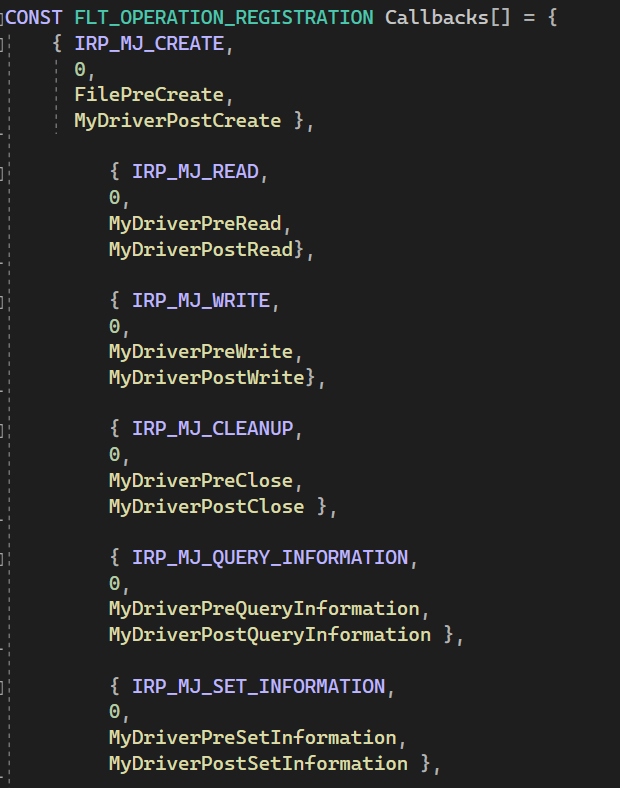 CONST FLT_OPERATION_REGISTRATION Callbacks[] = {
{ IRP_MJ_CREATE,
0,
FilePreCreate,
MyDriverPostCreate },
{ IRP_MJ_READ,
0,
MyDriverPreRead,
MyDriverPostRead},
{ IRP_MJ_WRITE,
0,
MyDriverPreWrite,
MyDriverPostWrite},
{ IRP_MJ_CLEANUP,
0,
MyDriverPreClose,
MyDriverPostClose },
{ IRP_MJ_QUERY_INFORMATION,
0,
MyDriverPreQueryInformation,
MyDriverPostQueryInformation },
{ IRP_MJ_SET_INFORMATION,
0,
MyDriverPreSetInformation,
MyDriverPostSetInformation },